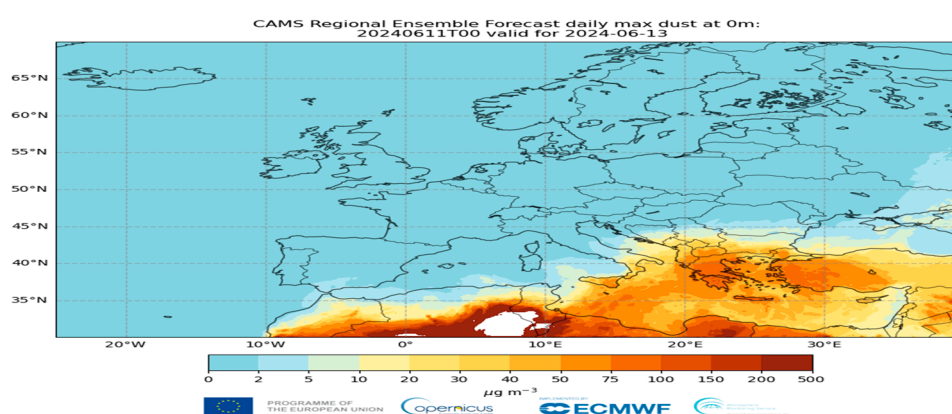 CAMS Regional Ensemble Forecast daily max dust at 0m:
20240611T00 valid for 2024-06-13
65°N
60°N
55°N
50°N
45°N
40°N
35°N
20°W 10°W 0° 10°E 20°E 30°E
0 2 5 10 20 30 40 50 75 100 150 200 500
μg m⁻³
PROGRAMME OF
THE EUROPEAN UNION
opernicus
IMPLEMENTED BY
ECMWF